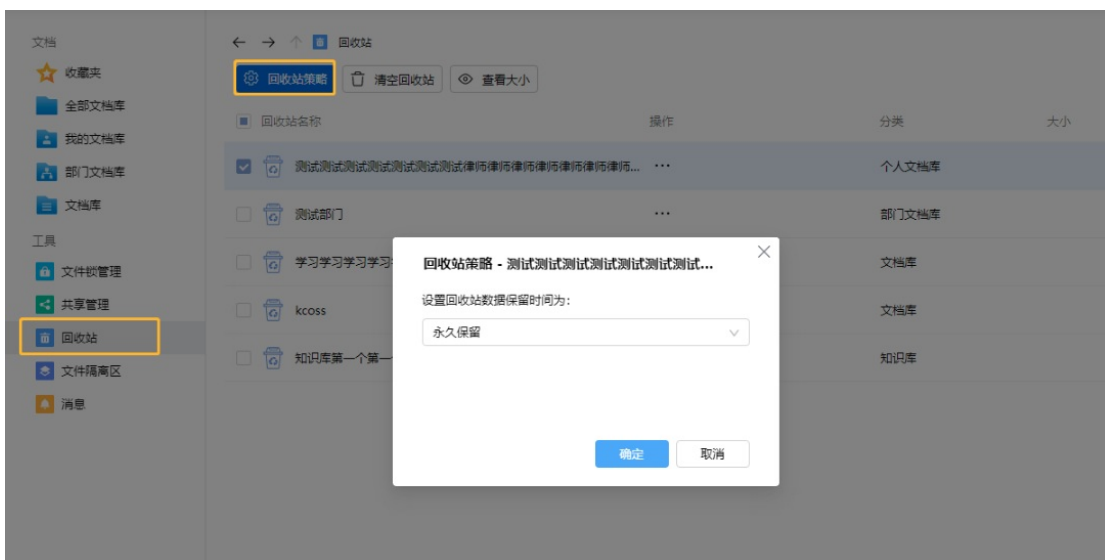 文档
收藏夹
全部文档库
我的文档库
部门文档库
文档库
工具
文件锁管理
共享管理
回收站
文件隔离区
消息
回收站
回收站策略 清空回收站 查看大小
回收站名称 操作 分类 大小
测试测试测试测试测试测试测试律师律师律师律师律师律师律师... ··· 个人文档库
测试部门 ··· 部门文档库
学习学习学习学习 文档库
kcoss 文档库
知识库第一个第一 知识库
回收站策略 - 测试测试测试测试测试测试测试...
设置回收站数据保留时间为:
永久保留
确定 取消